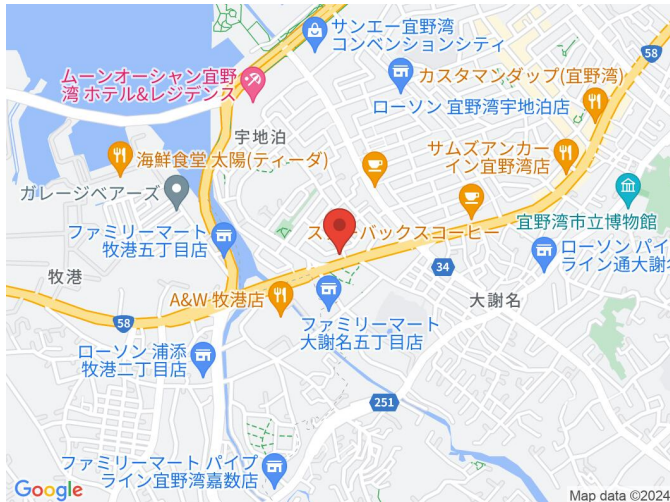 サンエー宜野湾
コンベンションシティ
58
ムーンオーシャン宜野
湾 ホテル&レジデンス
カスタマンダップ(宜野湾)
ローソン 宜野湾宇地泊店
宇地泊
海鮮食堂 太陽(ティーダ)
サムズアンカー
イン宜野湾店
ガレージベアーズ
宜野湾市立博物館
ファミリーマート
牧港五丁目店
バックスコーヒー
ローソン パイプ
ライン通大謝名
牧港
34
A&W 牧港店
大謝名
58
ファミリーマート
大謝名五丁目店
ローソン 浦添
牧港二丁目店
251
ファミリーマート パイプ
ライン宜野湾嘉数店
Google
Map data ©2024